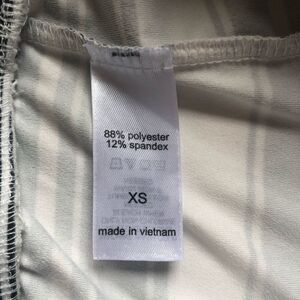 88% polyester
12% spandex
XS
made in vietnam